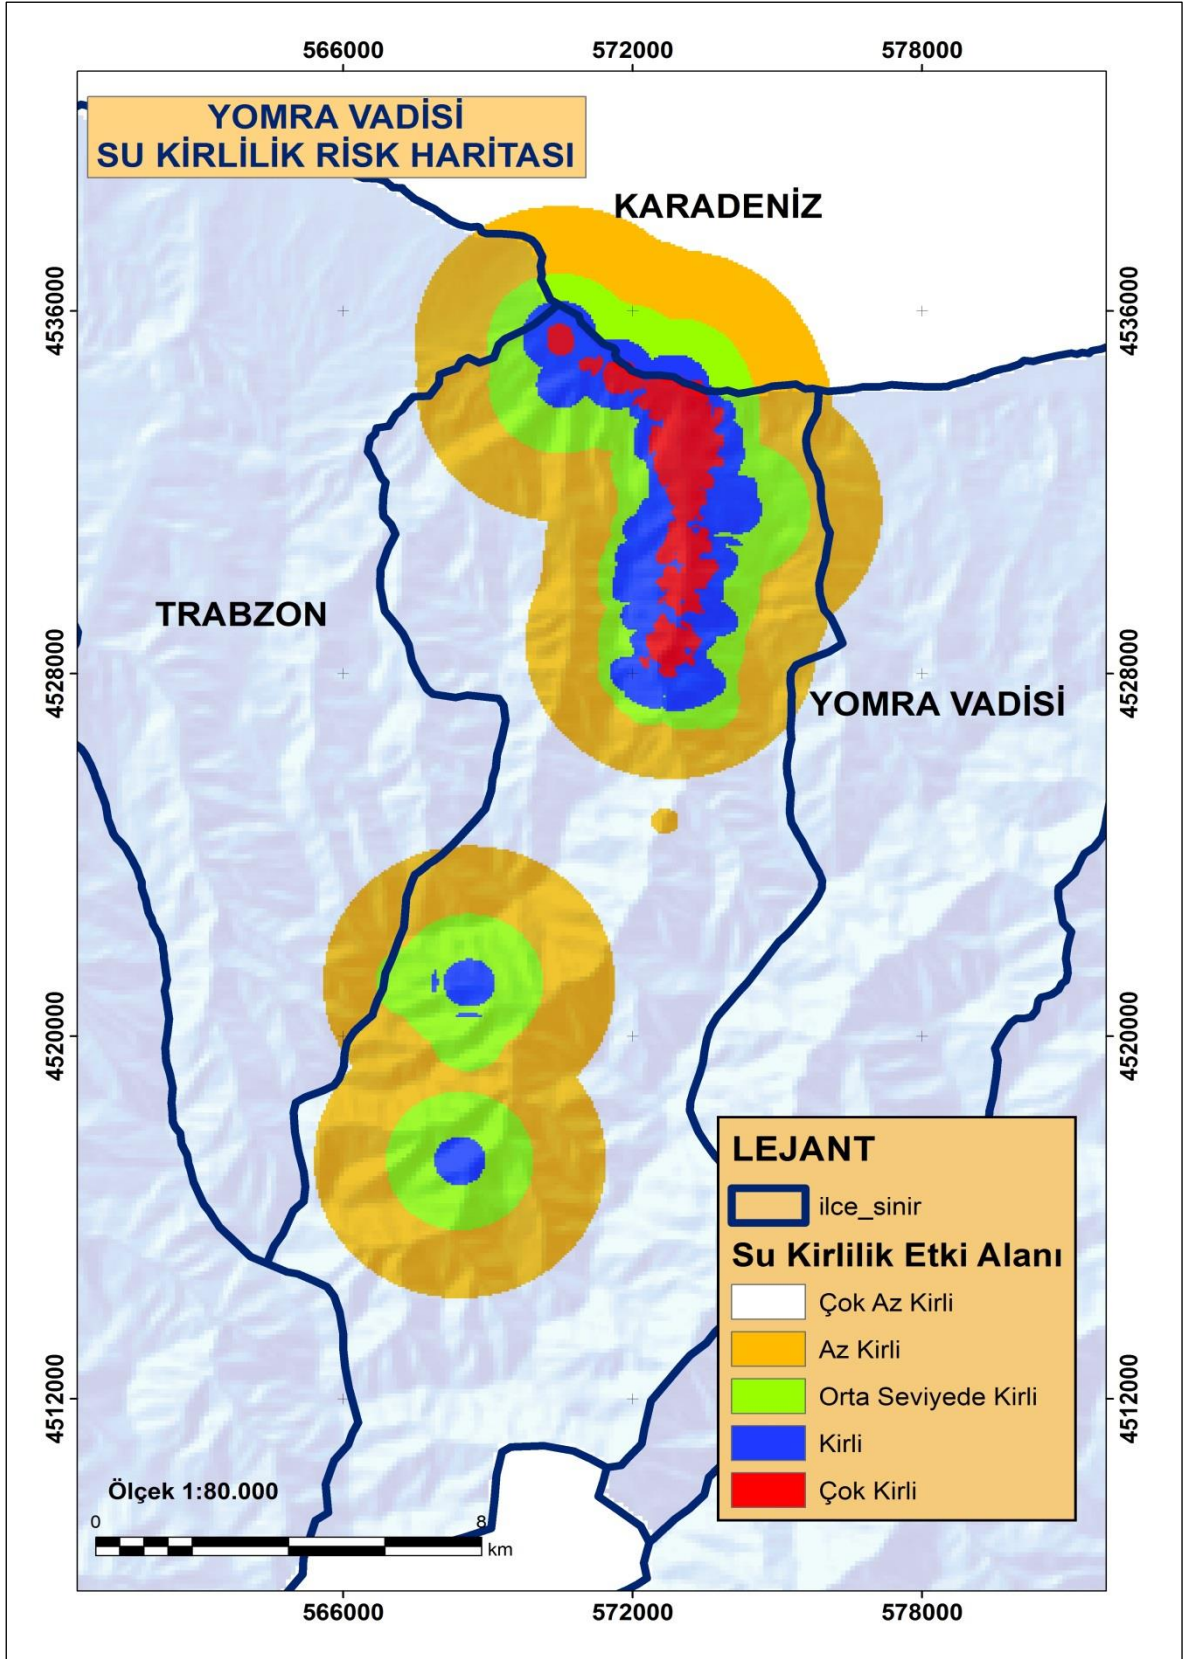 566000 572000 578000
YOMRA VADİSİ
SU KİRLİLİK RİSK HARİTASI
KARADENİZ
4536000 4536000
TRABZON
4528000 4528000
YOMRA VADİSİ
4520000 4520000
LEJANT
ilce_sinir
Su Kirlilik Etki Alanı
Çok Az Kirli
Az Kirli
Orta Seviyede Kirli
Kirli
Çok Kirli
4512000 4512000
Ölçek 1:80.000
0 8
km
566000 572000 578000